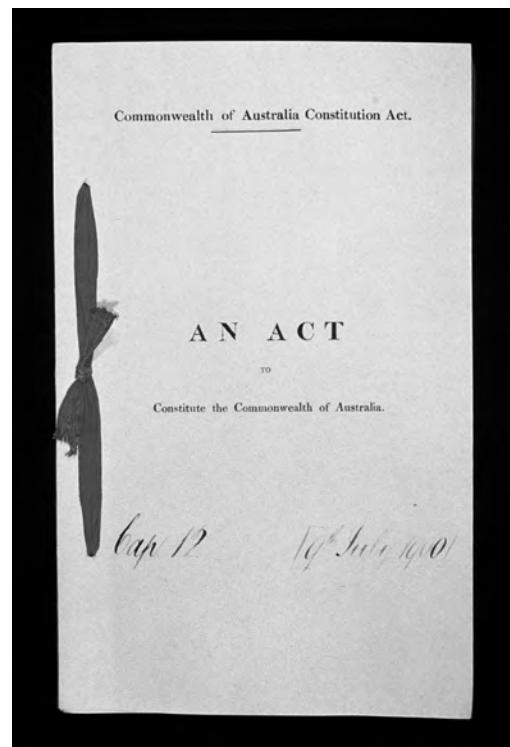 Commonwealth of Australia Constitution Act.
AN ACT
TO
Constitute the Commonwealth of Australia.
Cap 12 [9th July 1900]